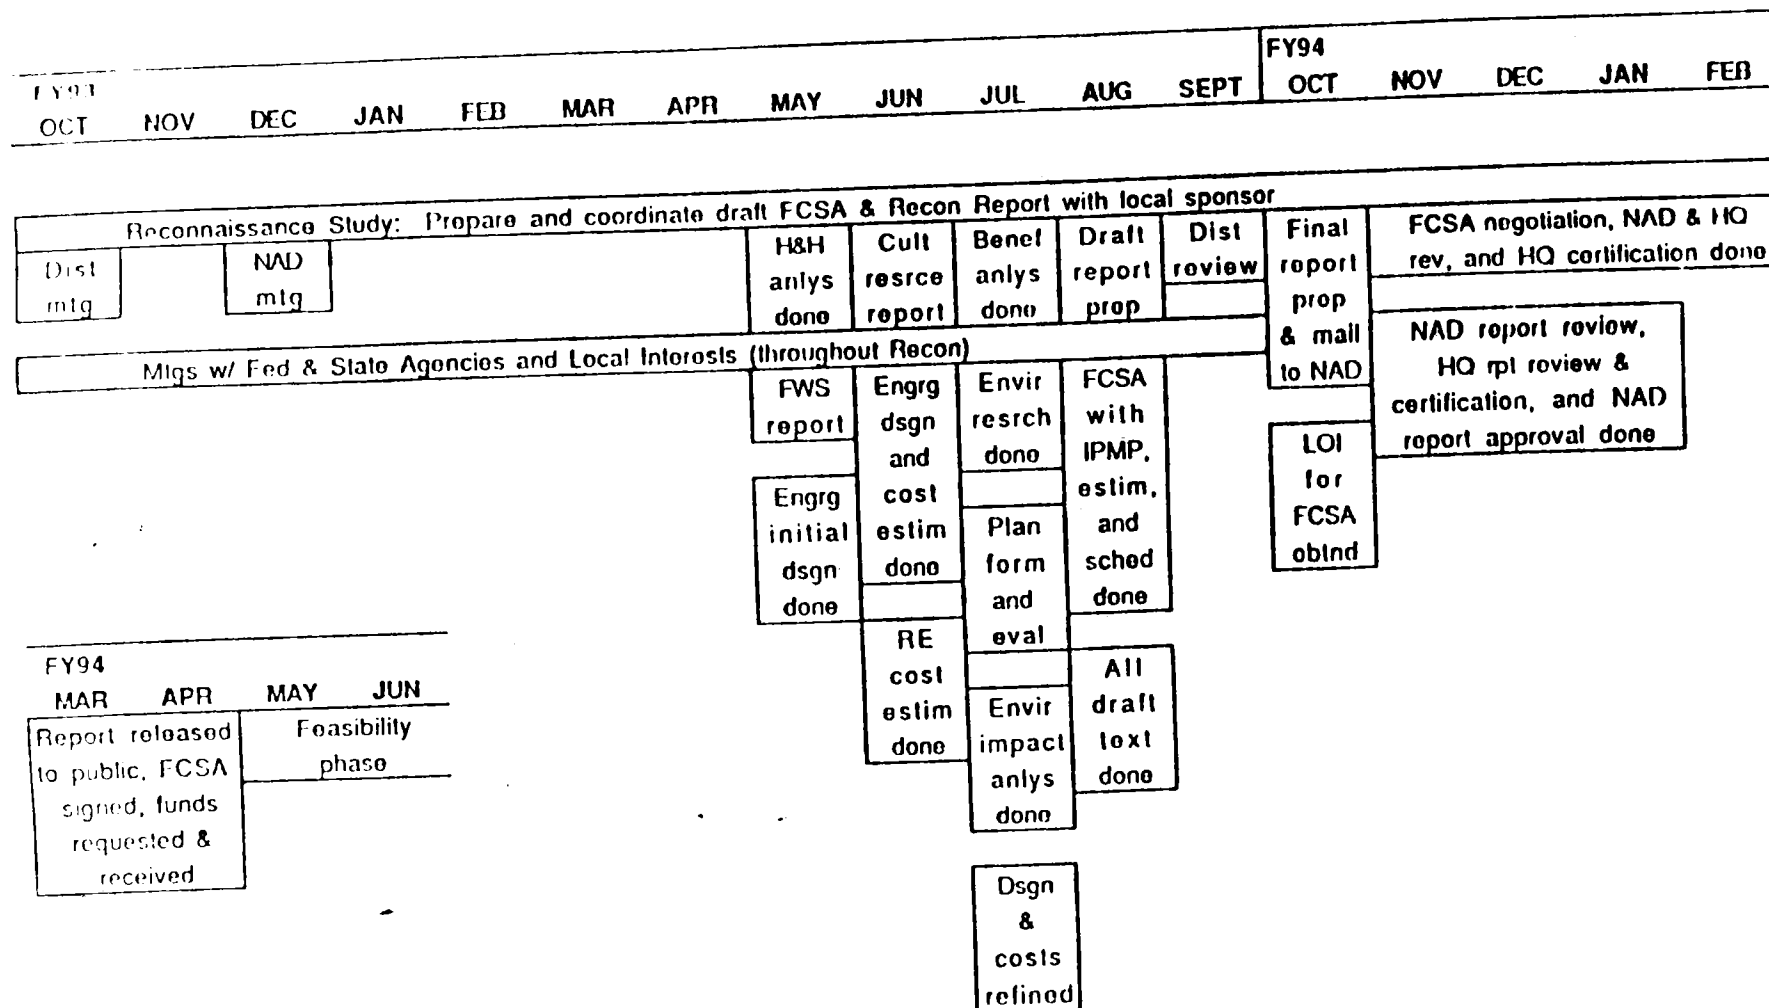 FY93
OCT NOV DEC JAN FEB MAR APR MAY JUN JUL AUG SEPT
FY94
OCT NOV DEC JAN FEB
Reconnaissance Study: Prepare and coordinate draft FCSA & Recon Report with local sponsor
Dist
mtg
NAD
mtg
H&H
anlys
done
Cult
resrce
report
Benef
anlys
done
Draft
report
prop
Dist
review
Final
report
prop
& mail
to NAD
FCSA negotiation, NAD & HQ
rev, and HQ certification done
NAD report review,
HQ rpt review &
certification, and NAD
report approval done
Mtgs w/ Fed & State Agencies and Local Interests (throughout Recon)
FWS
report
Engrg
initial
dsgn
done
Engrg
dsgn
and
cost
estim
done
RE
cost
estim
done
Envir
resrch
done
Plan
form
and
eval
Envir
impact
anlys
done
Dsgn
&
costs
refined
FCSA
with
IPMP,
estim,
and
sched
done
All
draft
text
done
LOI
for
FCSA
obtnd
FY94
MAR APR MAY JUN
Report released
to public, FCSA
signed, funds
requested &
received
Feasibility
phase